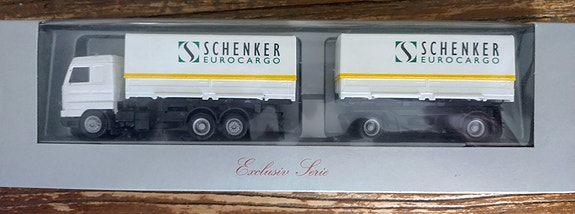 SCHENKER
EUROCARGO
SCHENKER
EUROCARGO
Exclusiv Serie